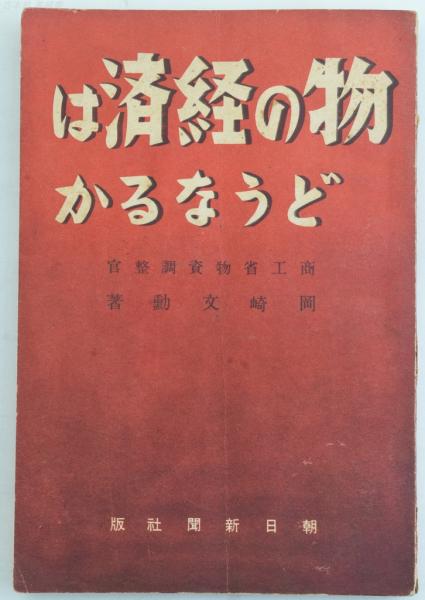 物の経済は
どうなるか
商工省物資調整官
岡崎文勳著
朝日新聞社版